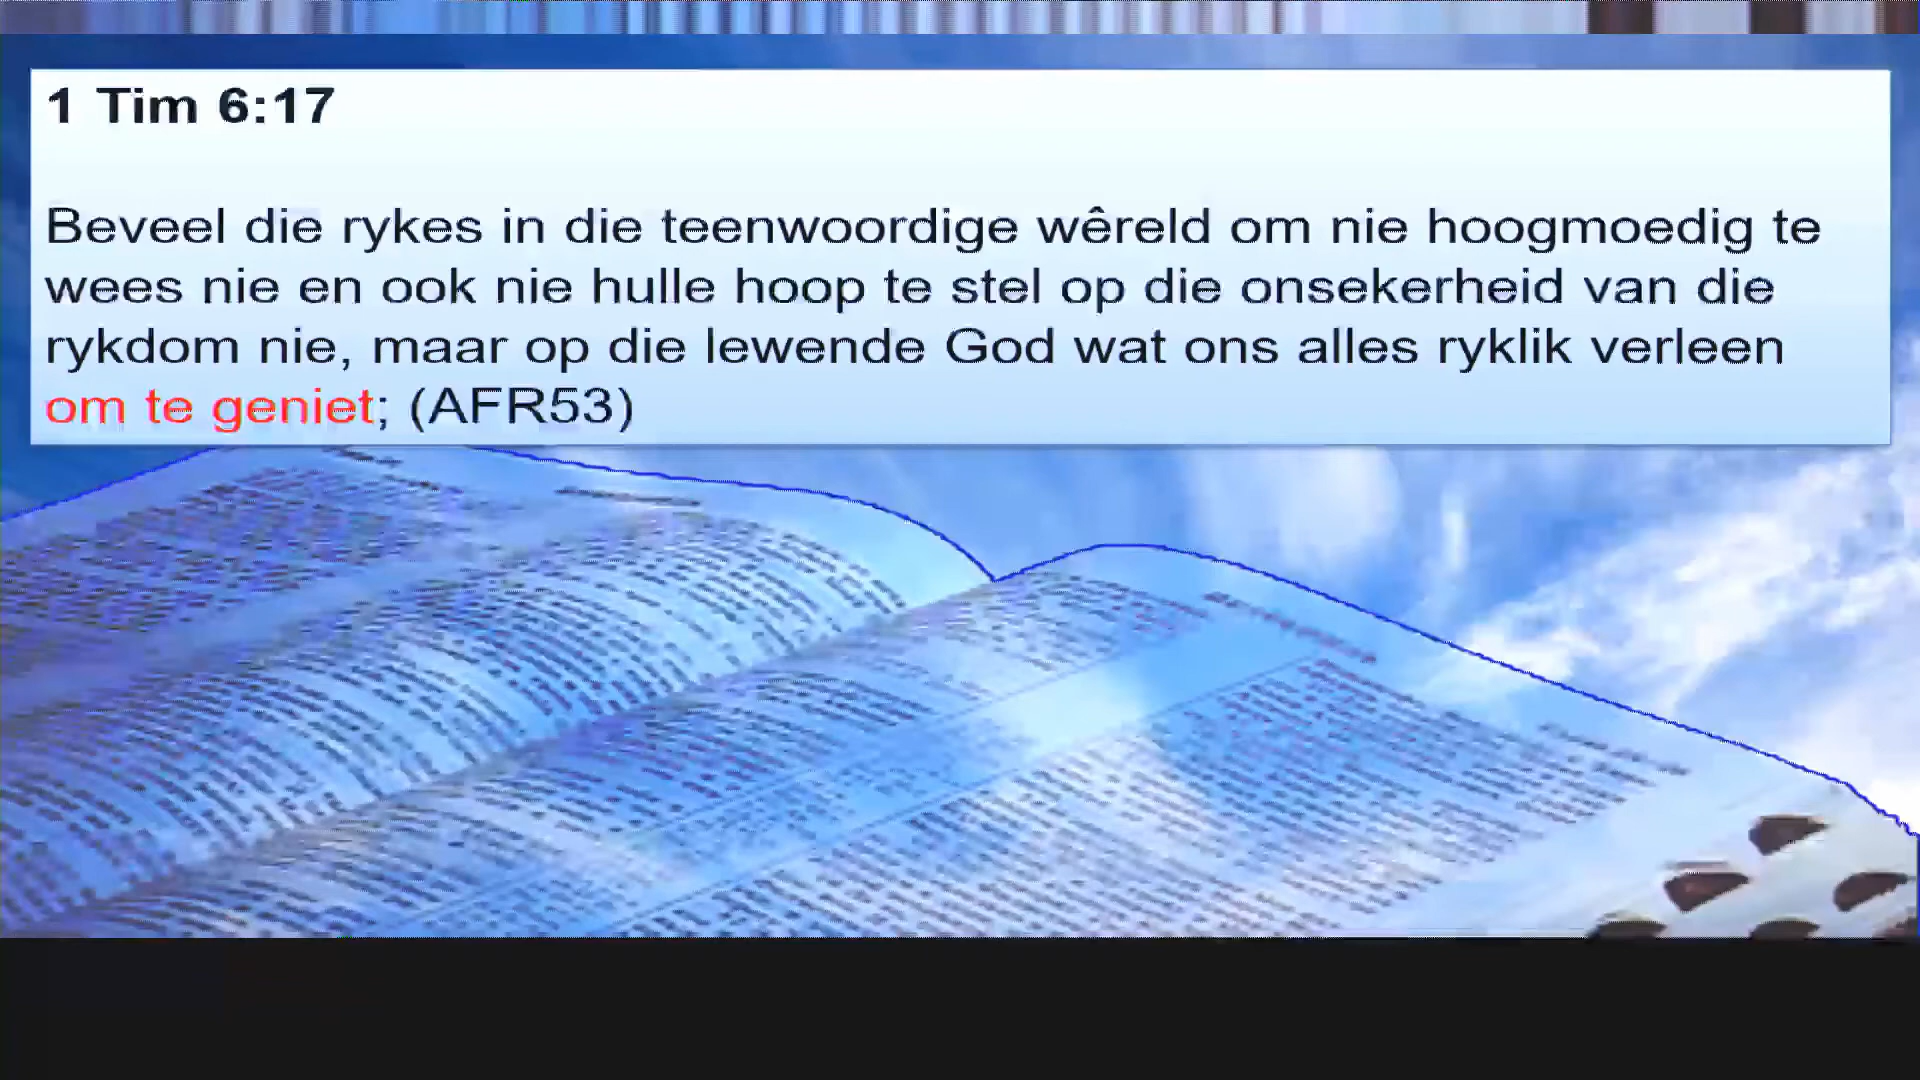 1 Tim 6:17
Beveel die rykes in die teenwoordige wêreld om nie hoogmoedig te
wees nie en ook nie hulle hoop te stel op die onsekerheid van die
rykdom nie, maar op die lewende God wat ons alles ryklik verleen
om te geniet; (AFR53)